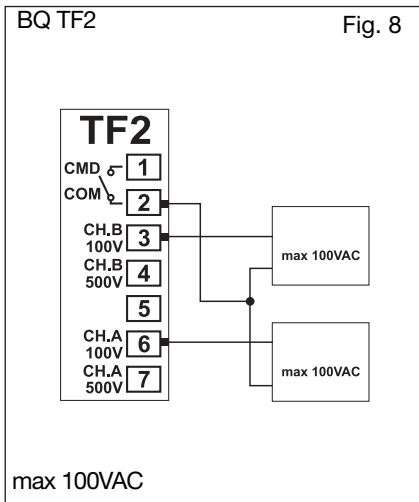 BQ TF2
Fig. 8
TF2
CMD
1
COM
2
CH.B
100V
3
CH.B
500V
4
5
CH.A
100V
6
CH.A
500V
7
max 100VAC
max 100VAC
max 100VAC